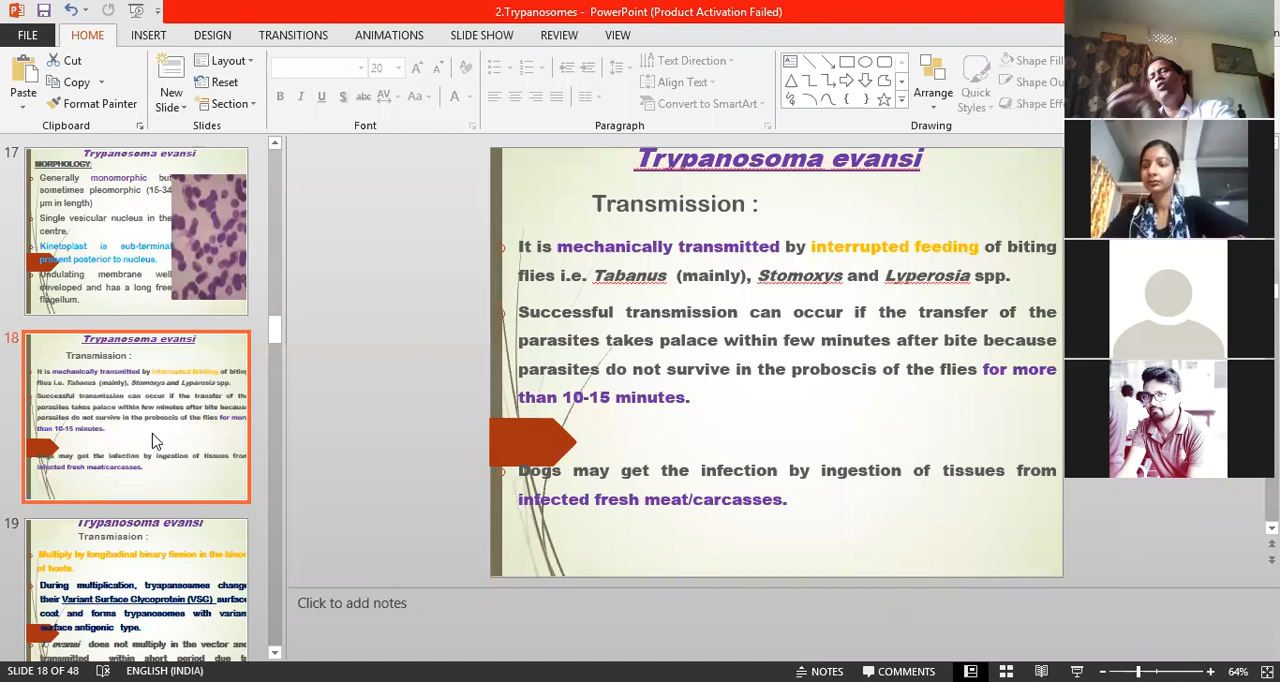 2.Trypanosomes - PowerPoint (Product Activation Failed)
FILE HOME INSERT DESIGN TRANSITIONS ANIMATIONS SLIDE SHOW REVIEW VIEW
Paste
Cut
Copy
Format Painter
Clipboard
New
Slide
Layout
Reset
Section
Slides
20
B I U S abc AV Aa A
Font
Text Direction
Align Text
Convert to SmartArt
Paragraph
Arrange
Quick
Styles
Shape Fill
Shape Ou
Shape Effe
Drawing
17
Trypanosoma evansi
MORPHOLOGY:
Generally monomorphic but
sometimes pleomorphic (15-34
µm in length)
Single vesicular nucleus in the
centre.
Kinetoplast is sub-terminal
present posterior to nucleus.
Undulating membrane well
developed and has a long free
flagellum.
18
Trypanosoma evansi
Transmission :
It is mechanically transmitted by interrupted feeding of biting
flies i.e. Tabanus (mainly), Stomoxys and Lyperosia spp.
Successful transmission can occur if the transfer of the
parasites takes palace within few minutes after bite because
parasites do not survive in the proboscis of the flies for more
than 10-15 minutes.
Dogs may get the infection by ingestion of tissues from
infected fresh meat/carcasses.
19
Trypanosoma evansi
Transmission :
Multiply by longitudinal binary fission in the blood
of hosts.
During multiplication, trypanosomes change
their Variant Surface Glycoprotein (VSG) surface
coat and forms trypanosomes with varian
surface antigenic type.
T. evansi does not multiply in the vector and
transmitted within short period due to
Trypanosoma evansi
Transmission :
It is mechanically transmitted by interrupted feeding of biting
flies i.e. Tabanus (mainly), Stomoxys and Lyperosia spp.
Successful transmission can occur if the transfer of the
parasites takes palace within few minutes after bite because
parasites do not survive in the proboscis of the flies for more
than 10-15 minutes.
Dogs may get the infection by ingestion of tissues from
infected fresh meat/carcasses.
Click to add notes
SLIDE 18 OF 48 ENGLISH (INDIA) NOTES COMMENTS 64%